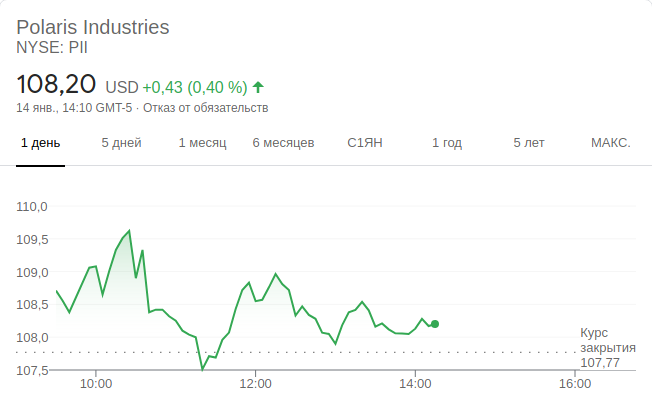 Polaris Industries
NYSE: PII
108,20 USD +0,43 (0,40 %)
14 янв., 14:10 GMT-5 · Отказ от обязательств
1 день 5 дней 1 месяц 6 месяцев С1ЯН 1 год 5 лет МАКС.
110,0
109,5
109,0
108,5
108,0
107,5
Курс
закрытия
107,77
10:00 12:00 14:00 16:00